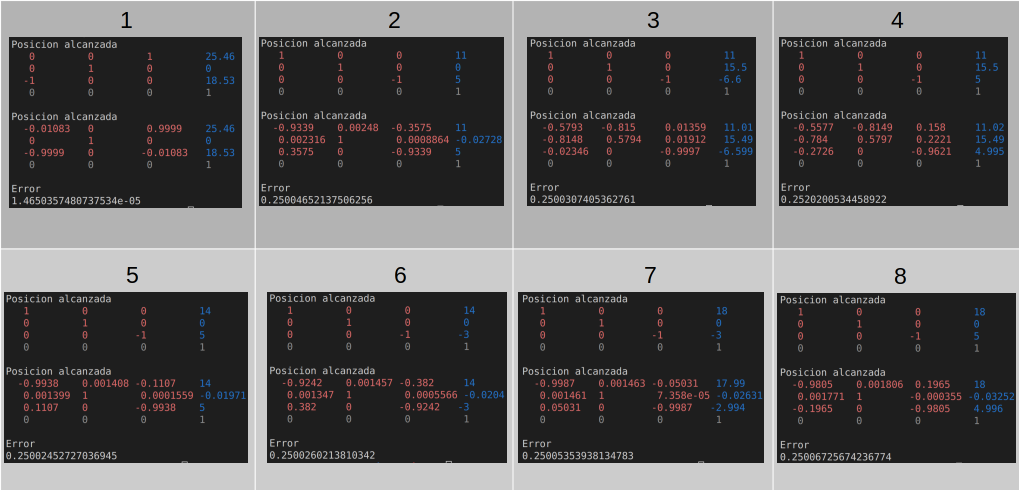 1
Posicion alcanzada
0 0 1 25.46
0 1 0 0
-1 0 0 18.53
0 0 0 1
Posicion alcanzada
-0.01083 0 0.9999 25.46
0 1 0 0
-0.9999 0 -0.01083 18.53
0 0 0 1
Error
1.4650357480737534e-05
2
Posicion alcanzada
1 0 0 11
0 1 0 0
0 0 -1 5
0 0 0 1
Posicion alcanzada
-0.9339 0.00248 -0.3575 11
0.002316 1 0.0008864 -0.02728
0.3575 0 -0.9339 5
0 0 0 1
Error
0.25004652137506256
3
Posicion alcanzada
1 0 0 11
0 1 0 15.5
0 0 -1 -6.6
0 0 0 1
Posicion alcanzada
-0.5793 -0.815 0.01359 11.01
-0.8148 0.5794 0.01912 15.49
-0.02346 0 -0.9997 -6.599
0 0 0 1
Error
0.2500307405362761
4
Posicion alcanzada
1 0 0 11
0 1 0 15.5
0 0 -1 5
0 0 0 1
Posicion alcanzada
-0.5577 -0.8149 0.158 11.02
-0.784 0.5797 0.2221 15.49
-0.2726 0 -0.9621 4.995
0 0 0 1
Error
0.2520200534458922
5
Posicion alcanzada
1 0 0 14
0 1 0 0
0 0 -1 5
0 0 0 1
Posicion alcanzada
-0.9938 0.001408 -0.1107 14
0.001399 1 0.0001559 -0.01971
0.1107 0 -0.9938 5
0 0 0 1
Error
0.25002452727036945
6
Posicion alcanzada
1 0 0 14
0 1 0 0
0 0 -1 -3
0 0 0 1
Posicion alcanzada
-0.9242 0.001457 -0.382 14
0.001347 1 0.0005566 -0.0204
0.382 0 -0.9242 -3
0 0 0 1
Error
0.2500260213810342
7
Posicion alcanzada
1 0 0 18
0 1 0 0
0 0 -1 -3
0 0 0 1
Posicion alcanzada
-0.9987 0.001463 -0.05031 17.99
0.001461 1 7.358e-05 -0.02631
0.05031 0 -0.9987 -2.994
0 0 0 1
Error
0.25005353938134783
8
Posicion alcanzada
1 0 0 18
0 1 0 0
0 0 -1 5
0 0 0 1
Posicion alcanzada
-0.9805 0.001806 0.1965 18
0.001771 1 -0.000355 -0.03252
-0.1965 0 -0.9805 4.996
0 0 0 1
Error
0.25006725674236774